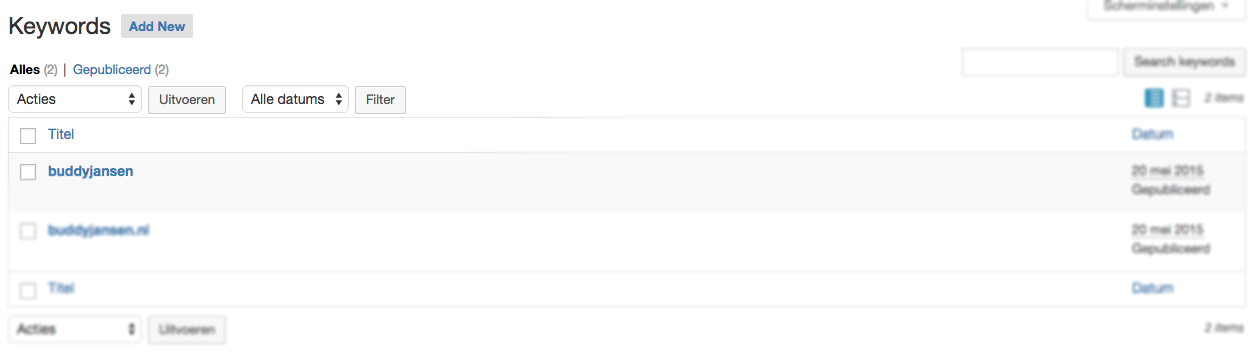 Scherminstellingen
Keywords Add New
Alles (2) | Gepubliceerd (2)
Search keywords
Acties Uitvoeren Alle datums Filter 2 items
Titel Datum
buddyjansen 20 mei 2015
Gepubliceerd
buddyjansen.nl 20 mei 2015
Gepubliceerd
Titel Datum
Acties Uitvoeren 2 items